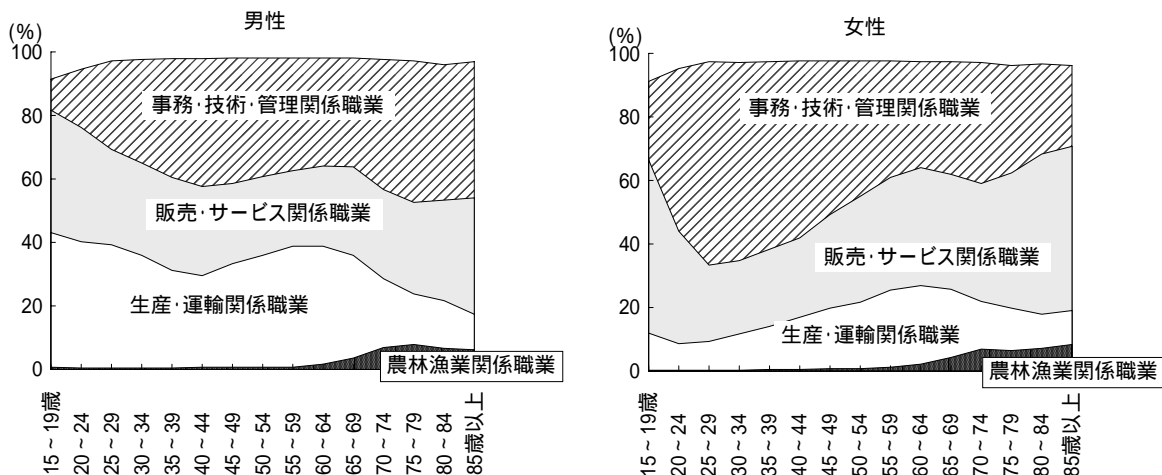 男性
(%)
100
80
60
40
20
0
事務･技術･管理関係職業
販売･サービス関係職業
生産･運輸関係職業
農林漁業関係職業
15～19歳
20～24
25～29
30～34
35～39
40～44
45～49
50～54
55～59
60～64
65～69
70～74
75～79
80～84
85歳以上
女性
(%)
100
80
60
40
20
0
事務･技術･管理関係職業
販売･サービス関係職業
生産･運輸関係職業
農林漁業関係職業
15～19歳
20～24
25～29
30～34
35～39
40～44
45～49
50～54
55～59
60～64
65～69
70～74
75～79
80～84
85歳以上